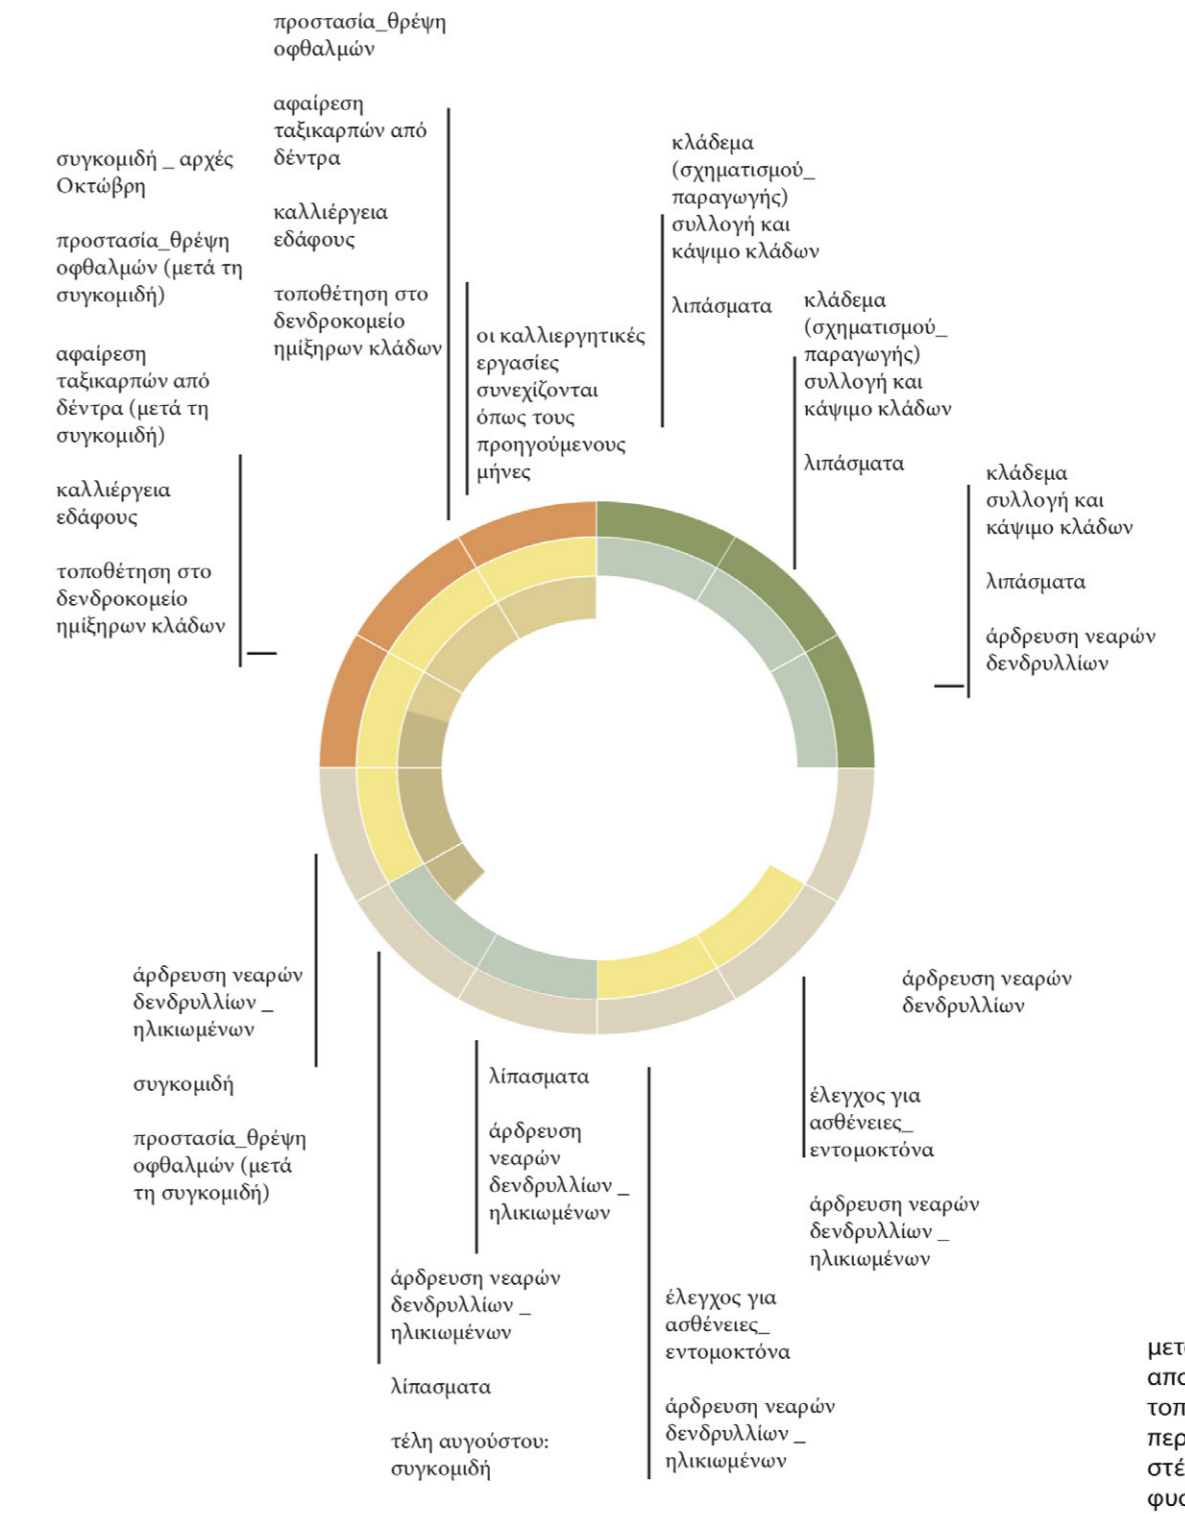 προστασία_θρέψη
οφθαλμών
αφαίρεση
ταξικαρπών από
δέντρα
καλλιέργεια
εδάφους
τοποθέτηση στο
δενδροκομείο
ημίξηρων κλάδων
συγκομιδή _ αρχές
Οκτώβρη
προστασία_θρέψη
οφθαλμών (μετά τη
συγκομιδή)
αφαίρεση
ταξικαρπών από
δέντρα (μετά τη
συγκομιδή)
καλλιέργεια
εδάφους
τοποθέτηση στο
δενδροκομείο
ημίξηρων κλάδων
οι καλλιεργητικές
εργασίες
συνεχίζονται
όπως τους
προηγούμενους
μήνες
κλάδεμα
(σχηματισμού_
παραγωγής)
συλλογή και
κάψιμο κλάδων
λιπάσματα
κλάδεμα
(σχηματισμού_
παραγωγής)
συλλογή και
κάψιμο κλάδων
λιπάσματα
κλάδεμα
συλλογή και
κάψιμο κλάδων
λιπάσματα
άρδρευση νεαρών
δενδρυλλίων
άρδρευση νεαρών
δενδρυλλίων _
ηλικιωμένων
συγκομιδή
προστασία_θρέψη
οφθαλμών (μετά
τη συγκομιδή)
λίπασματα
άρδρευση
νεαρών
δενδρυλλίων _
ηλικιωμένων
άρδρευση νεαρών
δενδρυλλίων _
ηλικιωμένων
λίπασματα
τέλη αυγούστου:
συγκομιδή
άρδρευση νεαρών
δενδρυλλίων
έλεγχος για
ασθένειες_
εντομοκτόνα
άρδρευση νεαρών
δενδρυλλίων _
ηλικιωμένων
έλεγχος για
ασθένειες_
εντομοκτόνα
άρδρευση νεαρών
δενδρυλλίων _
ηλικιωμένων